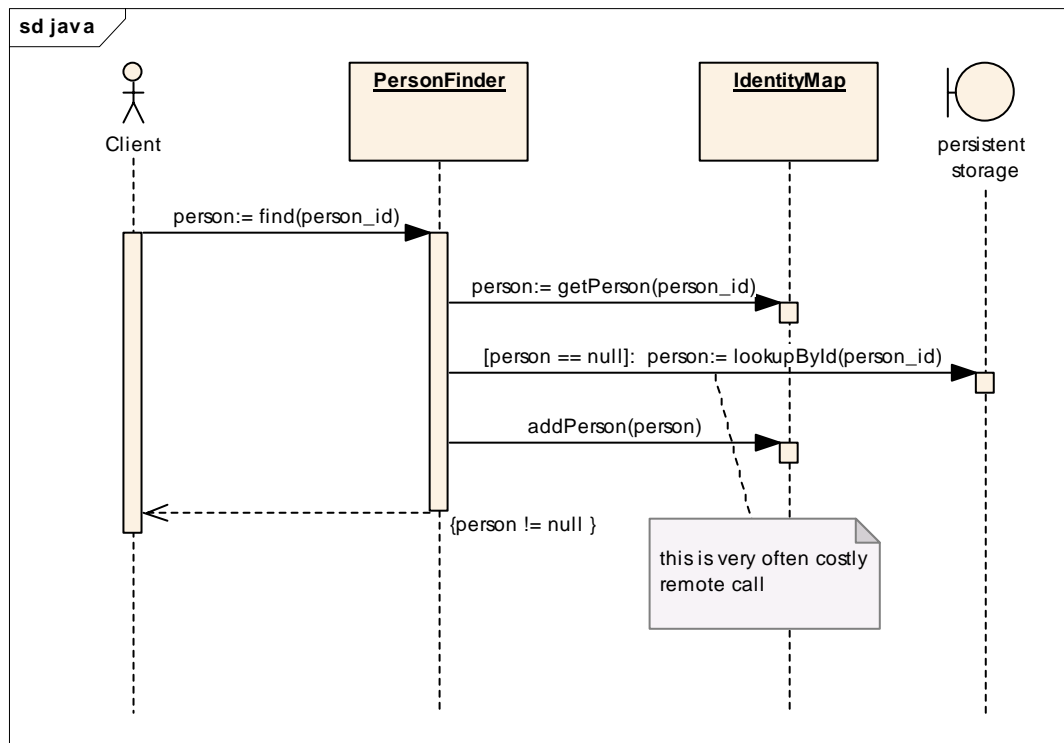 sd java
PersonFinder
IdentityMap
Client
persistent
storage
person:= find(person_id)
person:= getPerson(person_id)
[person == null]: person:= lookupById(person_id)
addPerson(person)
{person != null }
this is very often costly
remote call